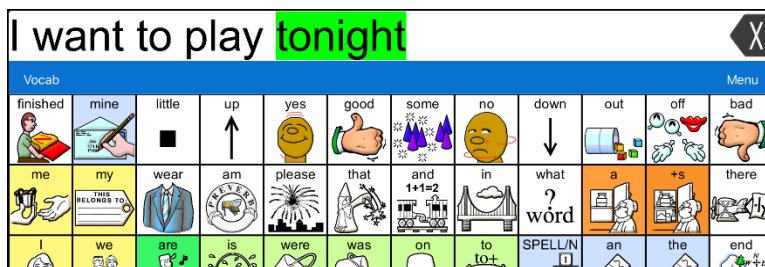 I want to play tonight
X
Vocab Menu
finished mine little up yes good some no down out off bad
me my wear am please that and in what a +s there
THIS BELONGS TO PREVERB 1+1=2 ? word
I we are is were was on to SPELL/N an the end
to+ 1 N E